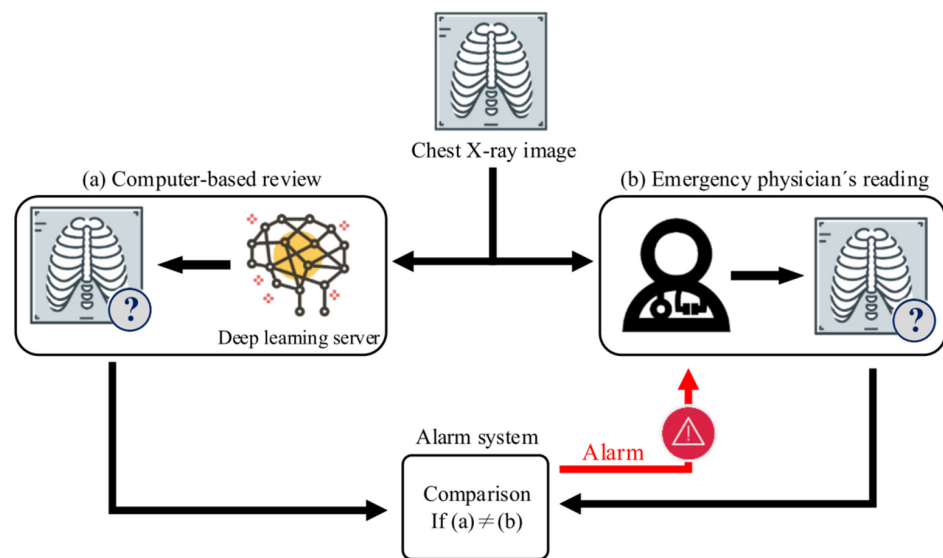 Chest X-ray image
(a) Computer-based review
(b) Emergency physician´s reading
?
Deep learning server
?
Alarm system
Alarm
Comparison
If (a)≠(b)